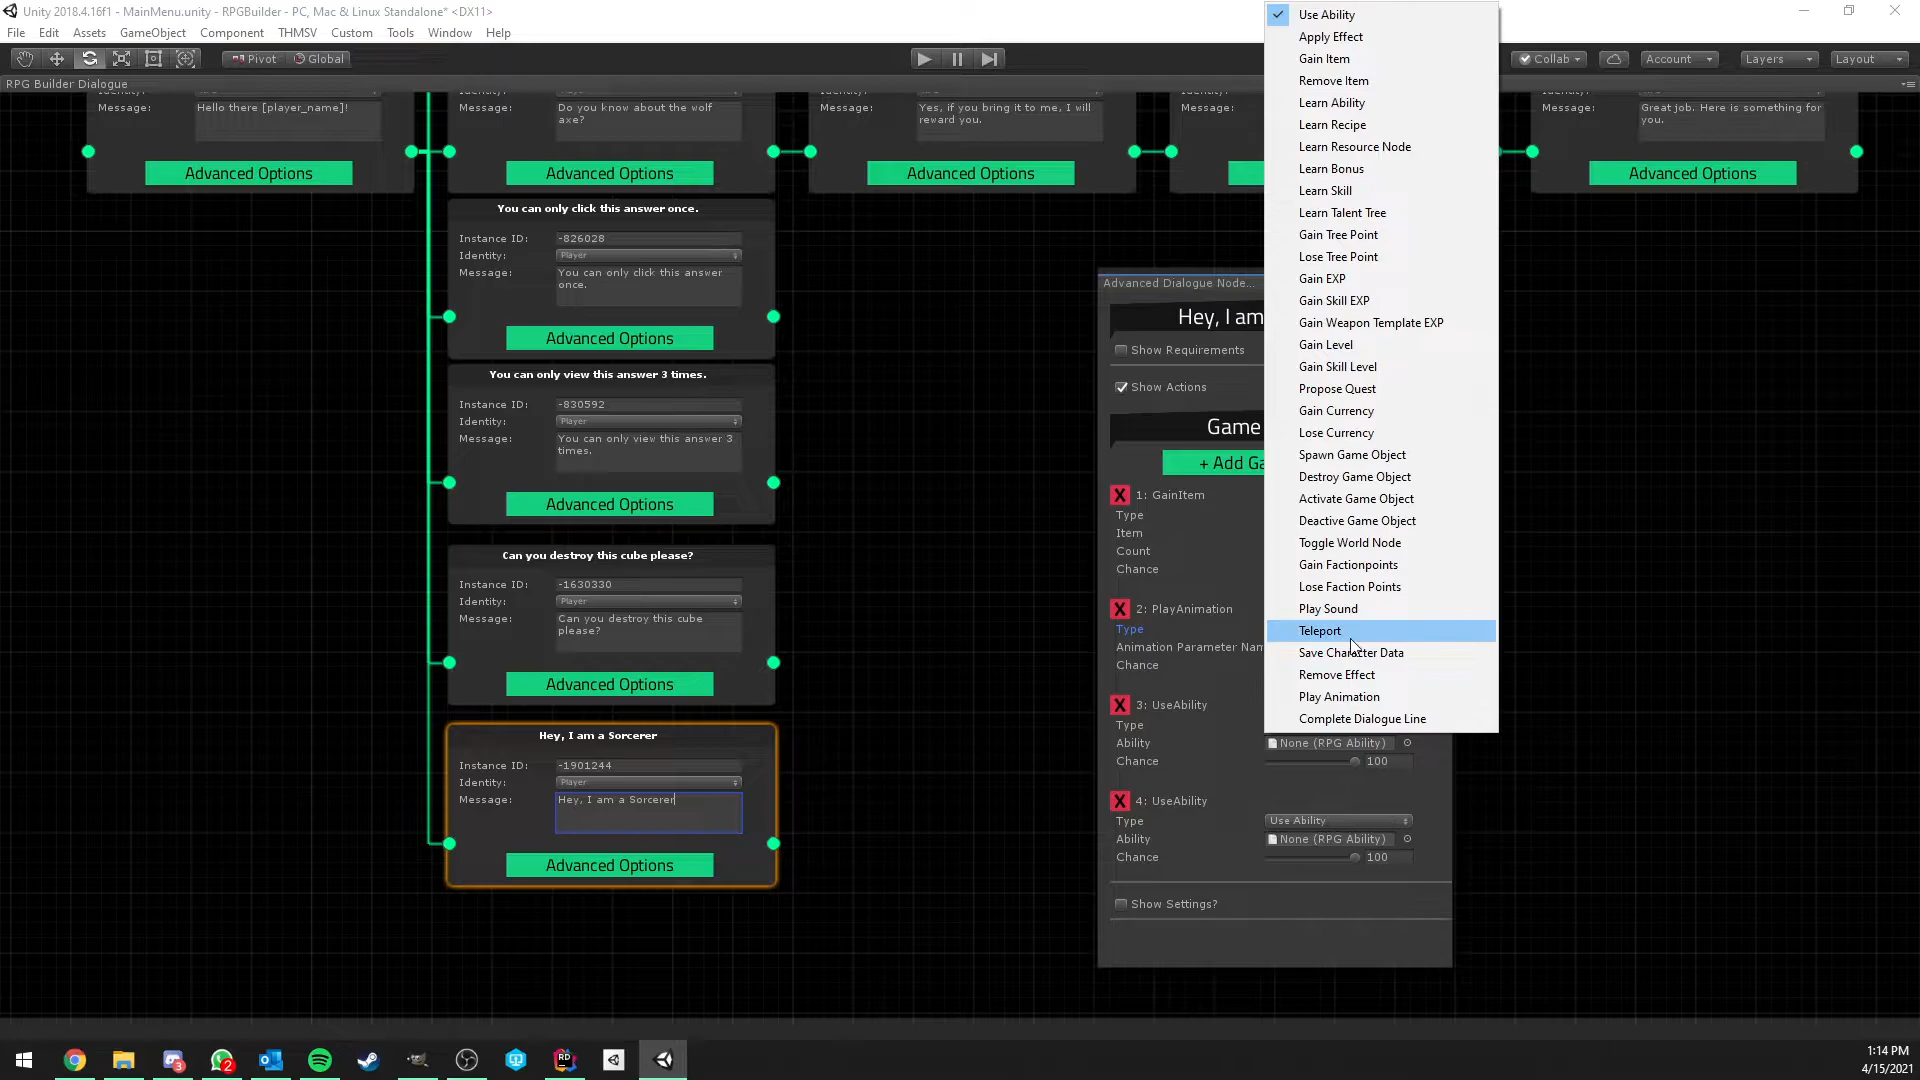 Unity 2018.4.16f1 - MainMenu.unity - RPGBuilder - PC, Mac & Linux Standalone* <DX11>
File Edit Assets GameObject Component THMSV Custom Tools Window Help
Pivot Global Collab Account Layers Layout
RPG Builder Dialogue
Message: Hello there [player_name]!
Advanced Options
Message: Do you know about the wolf
axe?
Advanced Options
Message: Yes, if you bring it to me, I will
reward you.
Advanced Options
Message:
Message: Great job. Here is something for
you.
Advanced Options
You can only click this answer once.
Instance ID: -826028
Identity: Player
Message: You can only click this answer
once.
Advanced Options
You can only view this answer 3 times.
Instance ID: -830592
Identity: Player
Message: You can only view this answer 3
times.
Advanced Options
Can you destroy this cube please?
Instance ID: -1630330
Identity: Player
Message: Can you destroy this cube
please?
Advanced Options
Hey, I am a Sorcerer
Instance ID: -1901244
Identity: Player
Message: Hey, I am a Sorcerer
Advanced Options
Advanced Dialogue Node...
Hey, I am
Show Requirements
Show Actions
Game
+ Add Ga
X 1: GainItem
Type
Item
Count
Chance
X 2: PlayAnimation
Type
Animation Parameter Nam
Chance
X 3: UseAbility
Type
Ability None (RPG Ability)
Chance 100
X 4: UseAbility
Type Use Ability
Ability None (RPG Ability)
Chance 100
Show Settings?
Use Ability
Apply Effect
Gain Item
Remove Item
Learn Ability
Learn Recipe
Learn Resource Node
Learn Bonus
Learn Skill
Learn Talent Tree
Gain Tree Point
Lose Tree Point
Gain EXP
Gain Skill EXP
Gain Weapon Template EXP
Gain Level
Gain Skill Level
Propose Quest
Gain Currency
Lose Currency
Spawn Game Object
Destroy Game Object
Activate Game Object
Deactive Game Object
Toggle World Node
Gain Factionpoints
Lose Faction Points
Play Sound
Teleport
Save Character Data
Remove Effect
Play Animation
Complete Dialogue Line
3
2
RD
1:14 PM
4/15/2021